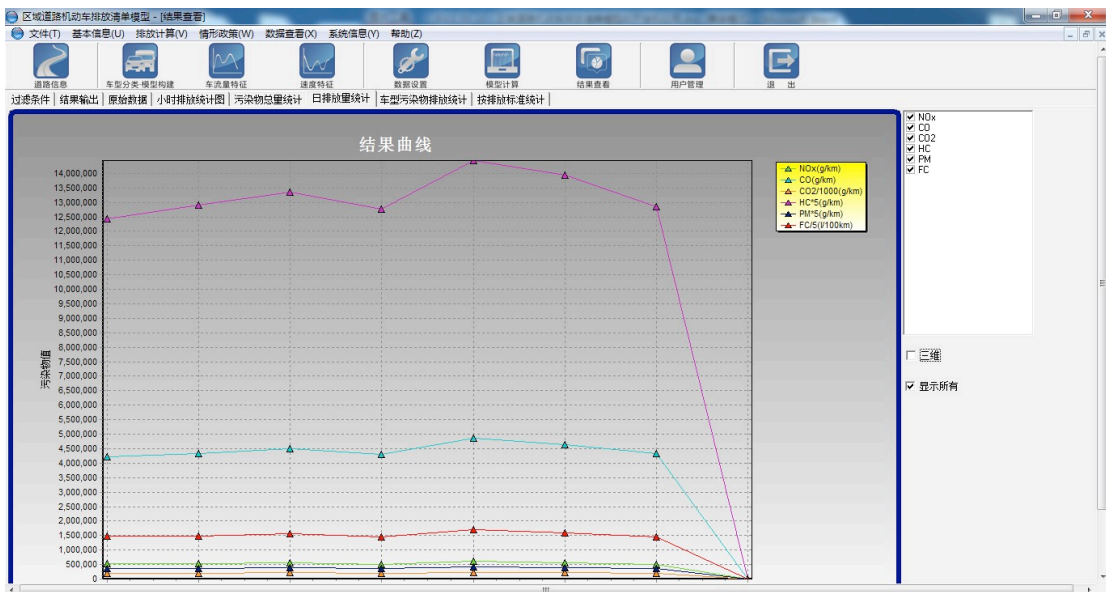 区域道路机动车排放清单模型 - [结果查看]
文件(T) 基本信息(U) 排放计算(V) 情形政策(W) 数据查看(X) 系统信息(Y) 帮助(Z)
道路信息 车型分类-模型构建 车流量特征 速度特征 数据设置 模型计算 结果查看 用户管理 退 出
过滤条件 结果输出 原始数据 小时排放统计图 污染物总量统计 日排放量统计 车型污染物排放统计 按排放标准统计
结果曲线
14,000,000
13,500,000
13,000,000
12,500,000
12,000,000
11,500,000
11,000,000
10,500,000
10,000,000
9,500,000
9,000,000
8,500,000
8,000,000
7,500,000
7,000,000
6,500,000
6,000,000
5,500,000
5,000,000
4,500,000
4,000,000
3,500,000
3,000,000
2,500,000
2,000,000
1,500,000
1,000,000
500,000
0
污染物值
NOx(g/km)
CO(g/km)
CO2/1000(g/km)
HC*5(g/km)
PM*5(g/km)
FC/5(l/100km)
NOx
CO
CO2
HC
PM
FC
三维
显示所有